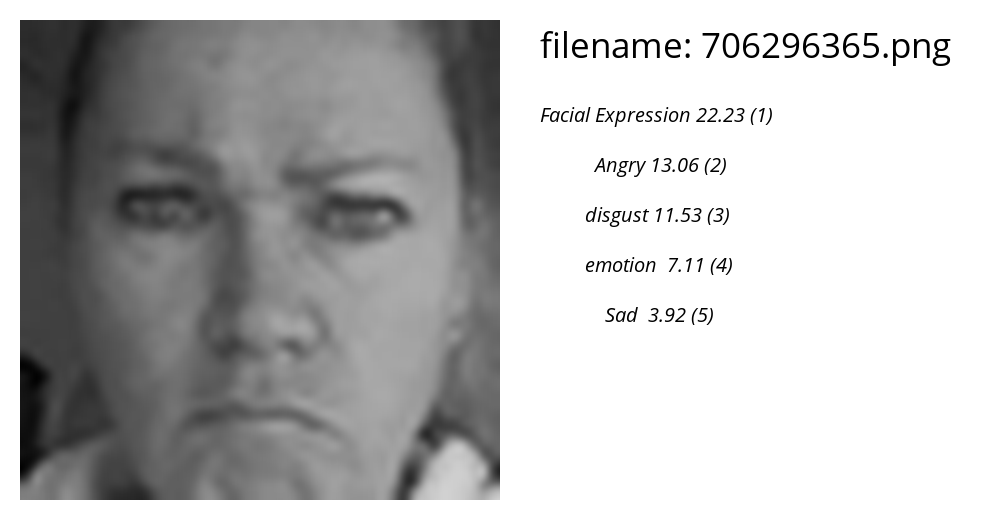 filename: 706296365.png
Facial Expression 22.23 (1)
Angry 13.06 (2)
disgust 11.53 (3)
emotion 7.11 (4)
Sad 3.92 (5)